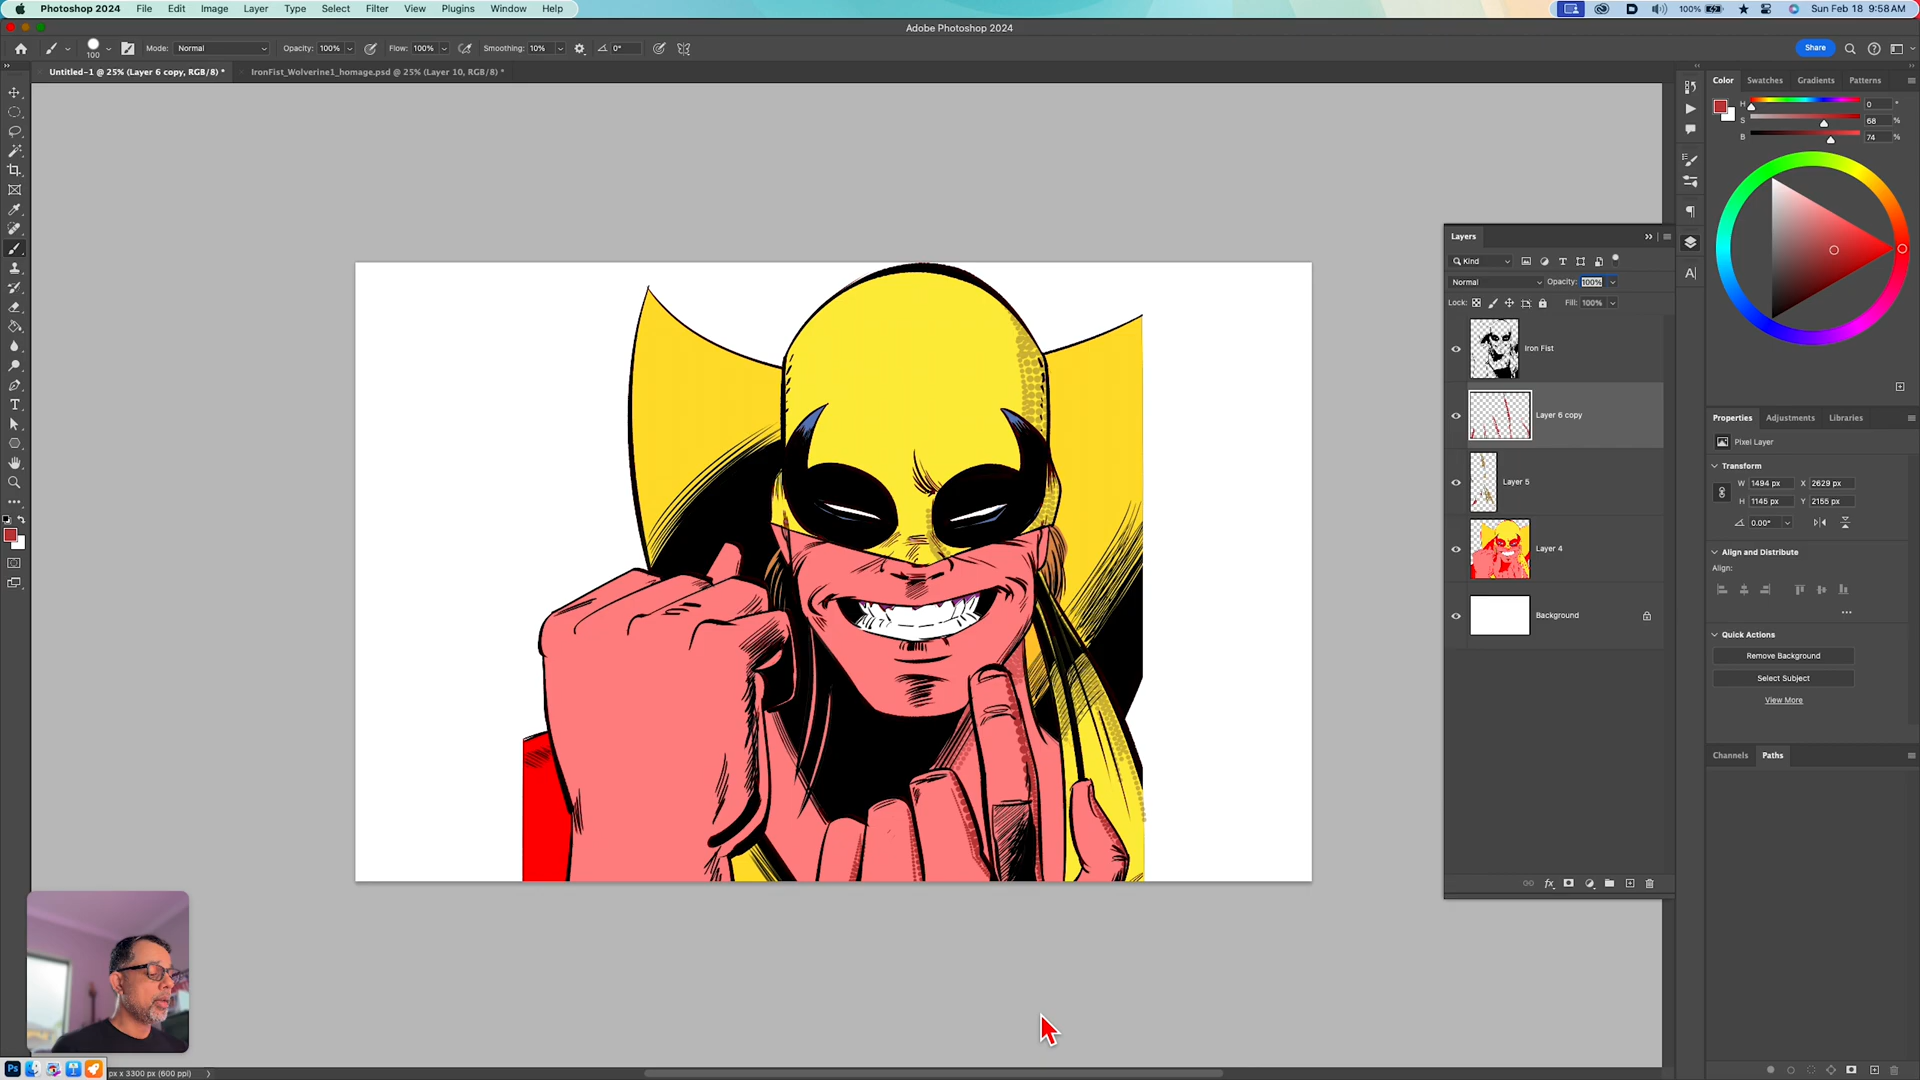 Photoshop 2024 File Edit Image Layer Type Select Filter View Plugins Window Help 100% Sun Feb 18 9:58 AM
Adobe Photoshop 2024
100 Mode: Normal Opacity: 100% Flow: 100% Smoothing: 10% 0° Share
Untitled-1 @ 25% (Layer 6 copy, RGB/8) * IronFist_Wolverine1_homage.psd @ 25% (Layer 10, RGB/8) *
Color Swatches Gradients Patterns
H 0 °
S 68 %
B 74 %
Layers
Kind
Normal Opacity: 100%
Lock: Fill: 100%
Iron Fist
Layer 6 copy
Layer 5
Layer 4
Background
Properties Adjustments Libraries
Pixel Layer
Transform
W 1494 px X 2629 px
H 1145 px Y 2155 px
0.00°
Align and Distribute
Align:
Quick Actions
Remove Background
Select Subject
View More
Channels Paths
Ps px x 3300 px (600 ppi)